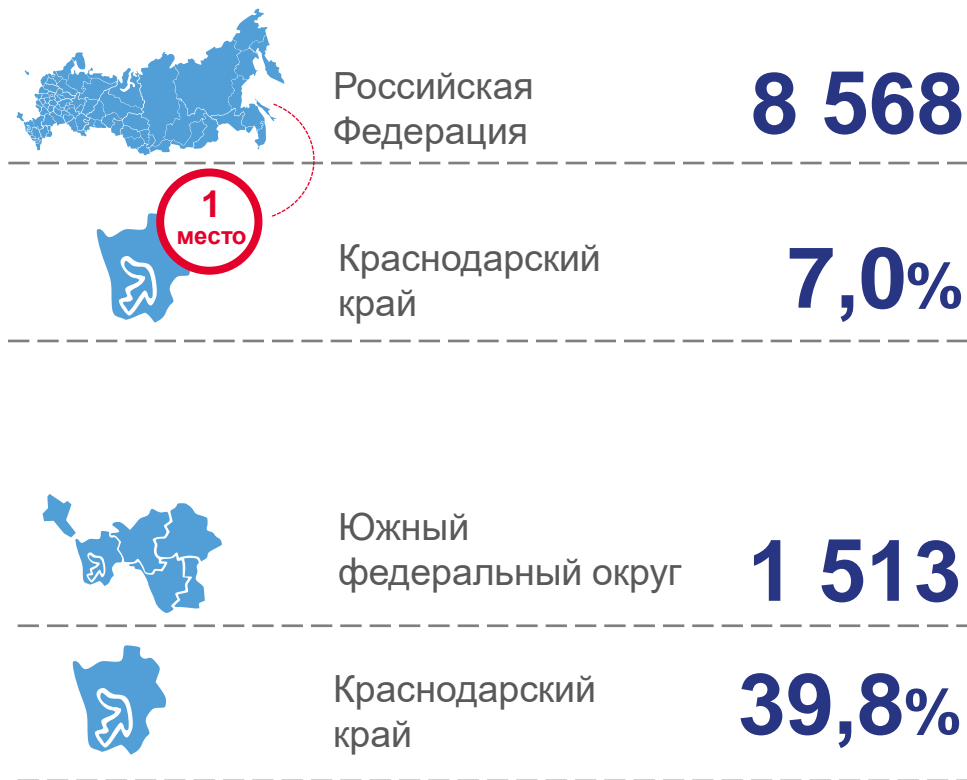 Российская
Федерация
8 568
1
место
Краснодарский
край
7,0%
Южный
федеральный округ
1 513
Краснодарский
край
39,8%